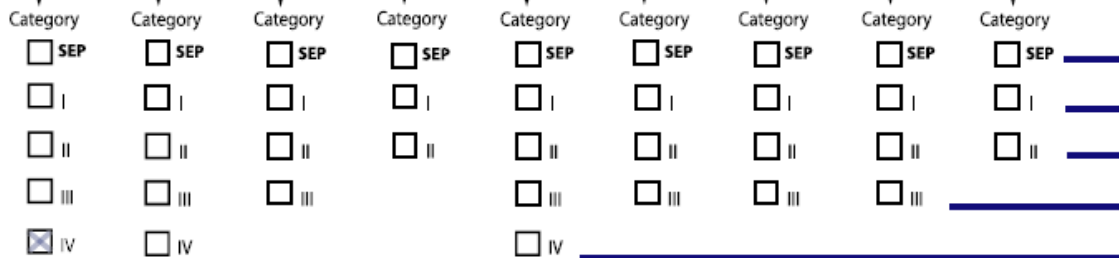 Category Category Category Category Category Category Category Category Category
SEP SEP SEP SEP SEP SEP SEP SEP SEP
I I I I I I I I I
II II II II II II II II II
III III III III III III III
IV IV IV